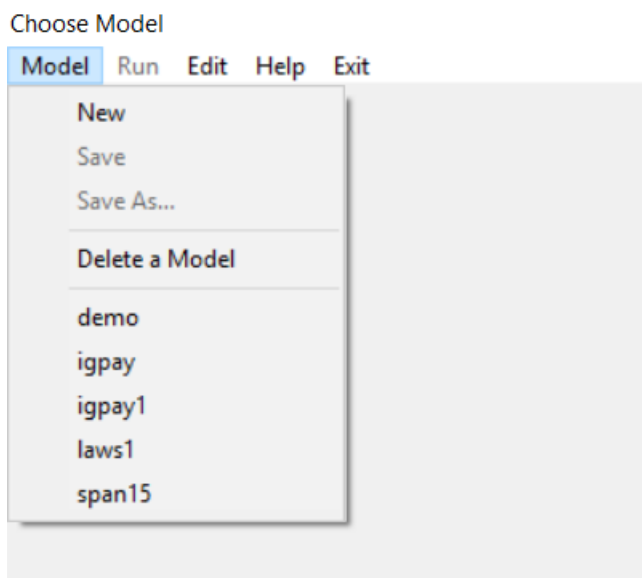 Choose Model
Model Run Edit Help Exit
New
Save
Save As...
Delete a Model
demo
igpay
igpay1
laws1
span15